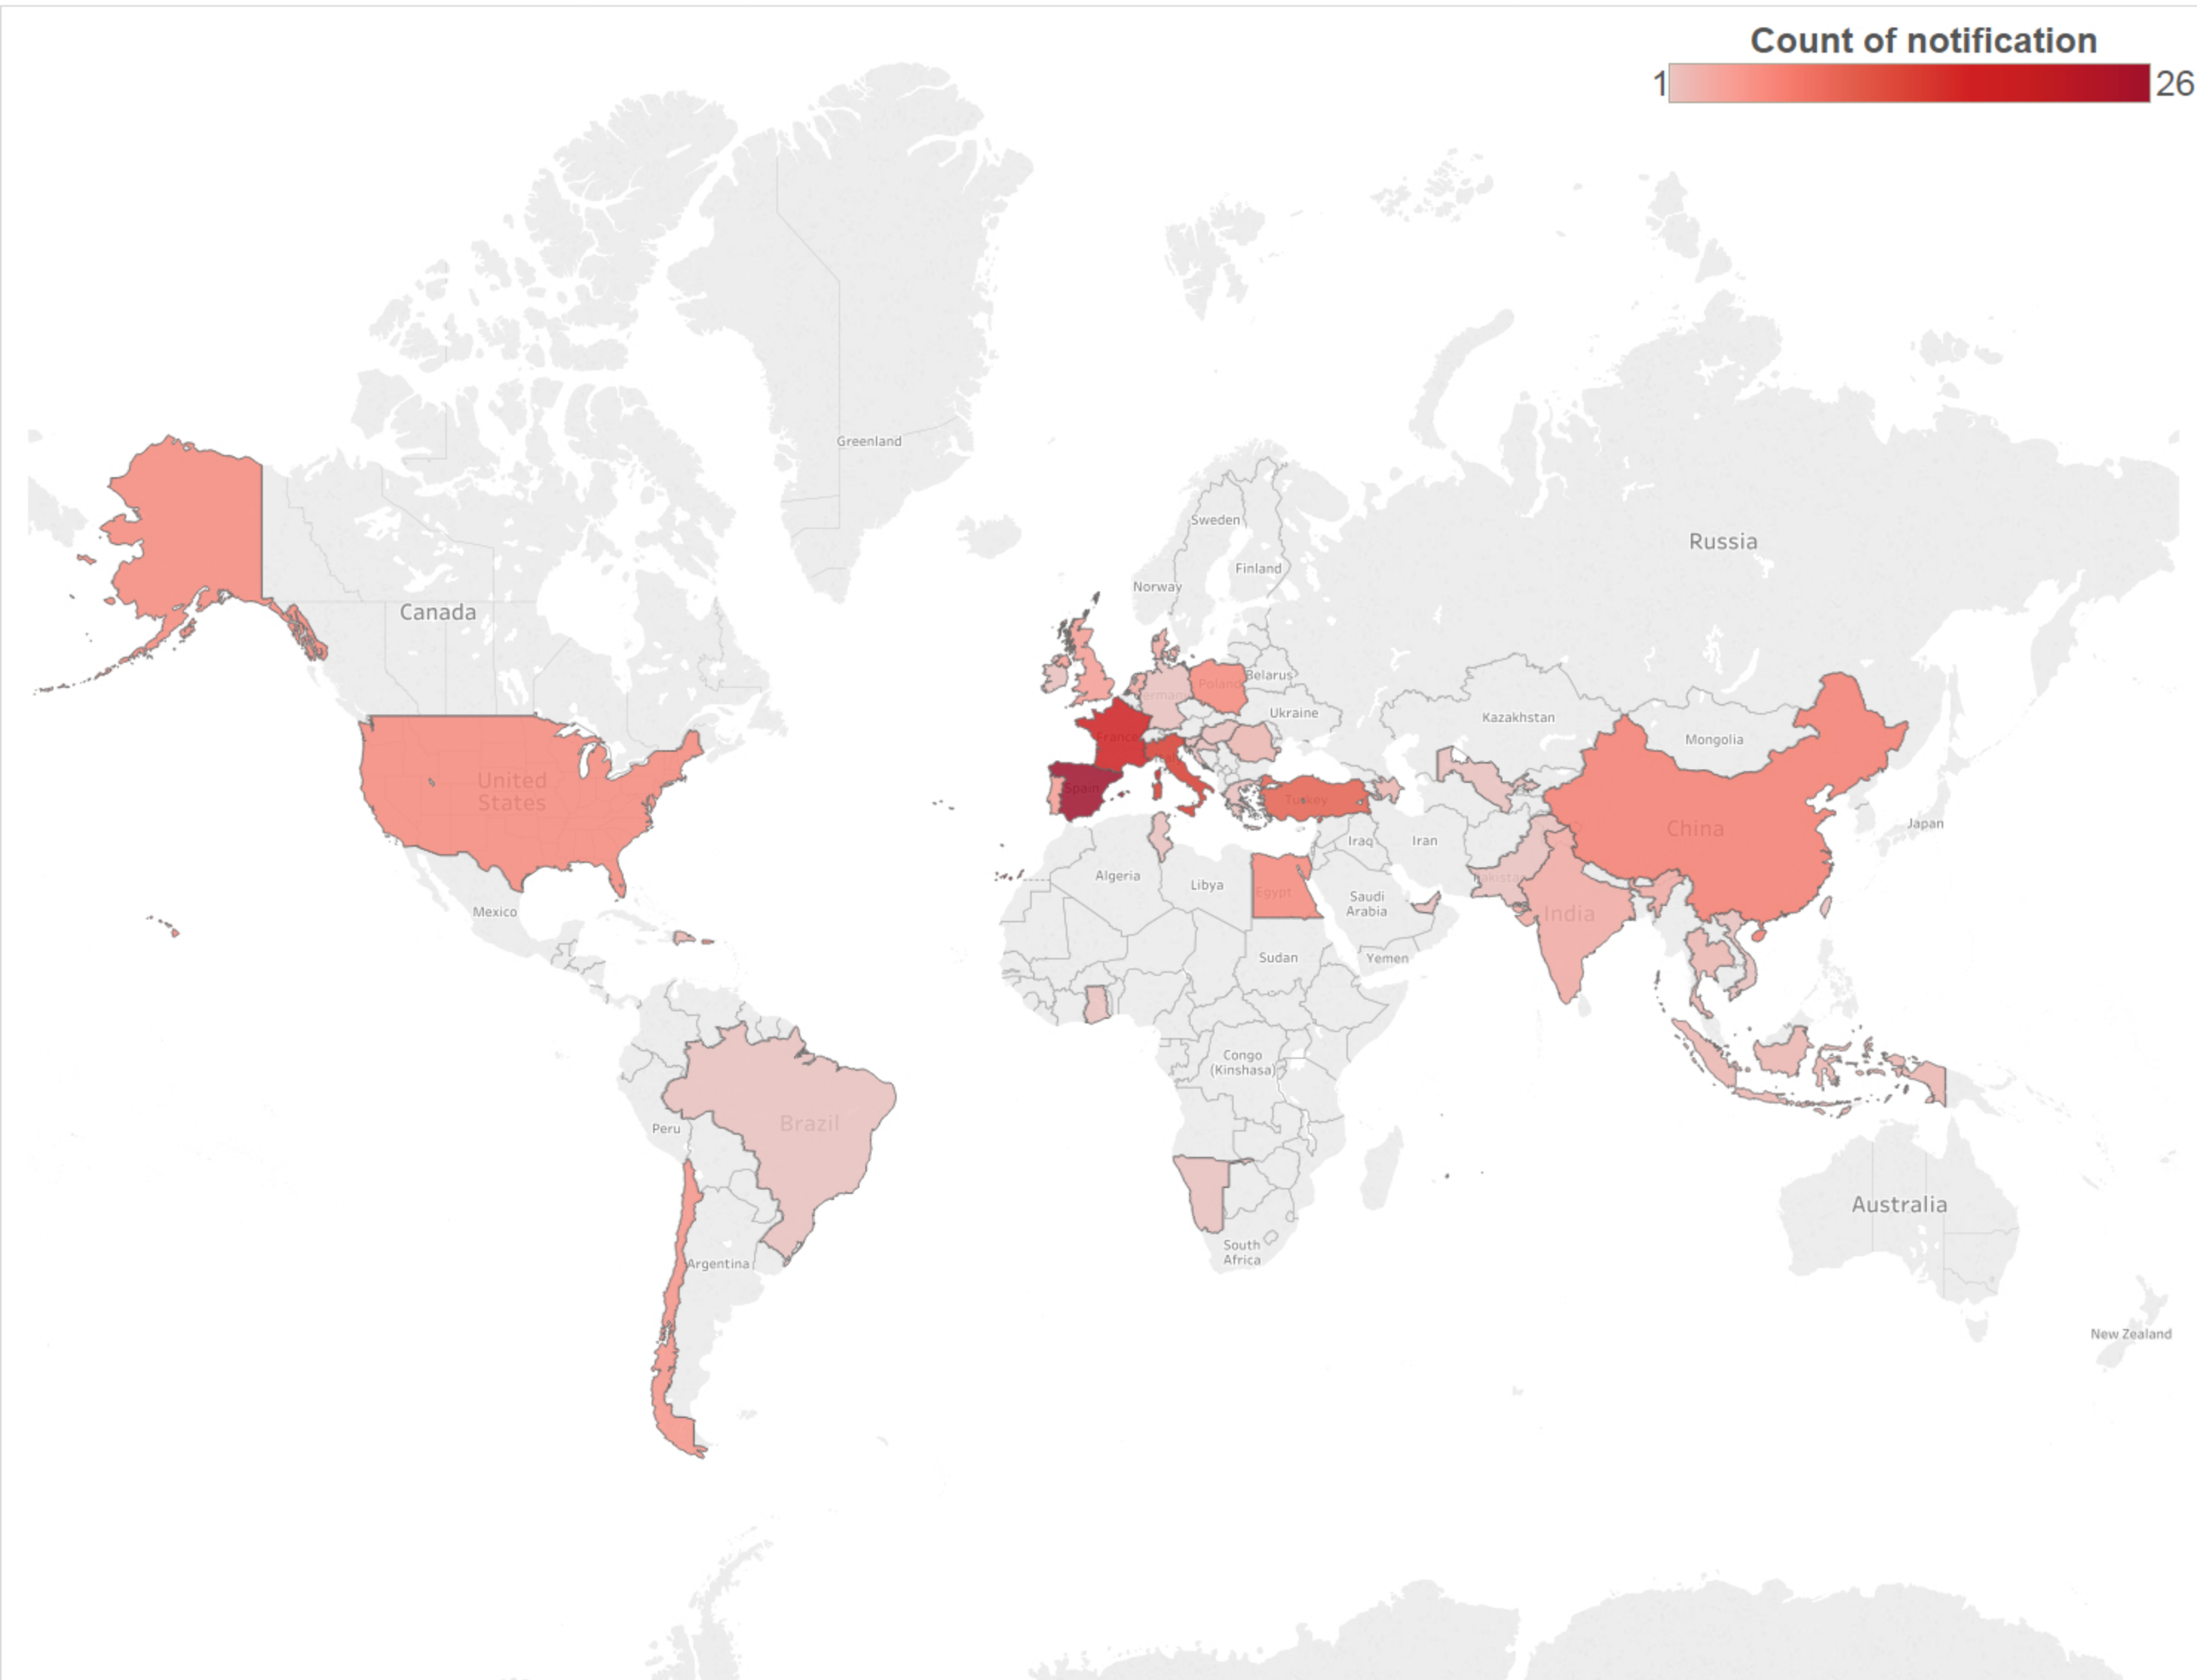 Count of notification
1 26
Greenland
Sweden
Russia
Finland
Norway
Canada
Belarus
Poland
Germany
Ukraine
Kazakhstan
France
Mongolia
United
States
Spain
Turkey
China
Japan
Iraq
Iran
Algeria
Libya
Egypt
Saudi
Arabia
Pakistan
India
Mexico
Sudan
Yemen
Congo
(Kinshasa)
Brazil
Peru
Australia
South
Africa
Argentina
New Zealand